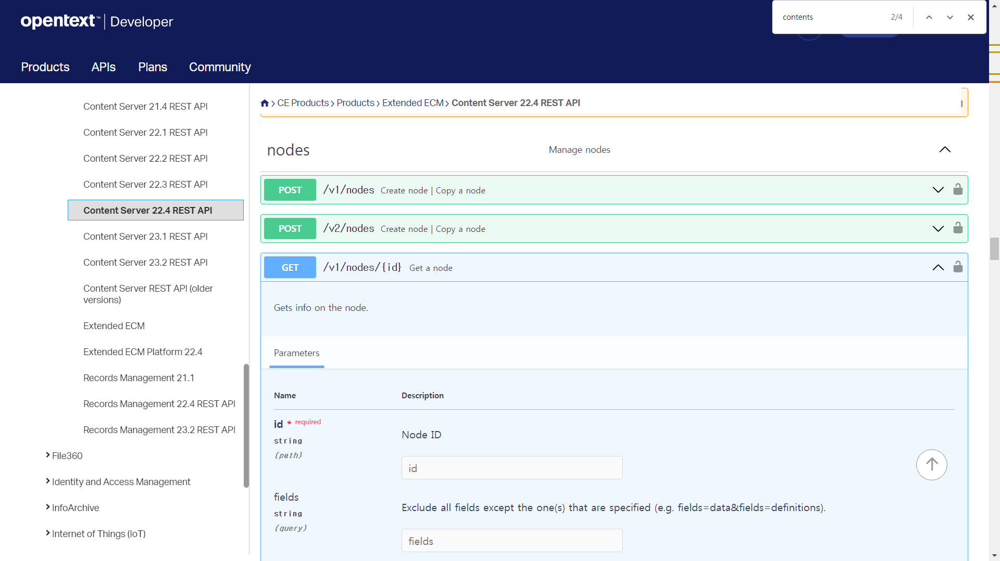 opentext™ | Developer
contents 2/4
Products APIs Plans Community
Content Server 21.4 REST API
Content Server 22.1 REST API
Content Server 22.2 REST API
Content Server 22.3 REST API
Content Server 22.4 REST API
Content Server 23.1 REST API
Content Server 23.2 REST API
Content Server REST API (older
versions)
Extended ECM
Extended ECM Platform 22.4
Records Management 21.1
Records Management 22.4 REST API
Records Management 23.2 REST API
File360
Identity and Access Management
InfoArchive
Internet of Things (IoT)
CE Products Products Extended ECM Content Server 22.4 REST API
nodes Manage nodes
POST /v1/nodes Create node | Copy a node
POST /v2/nodes Create node | Copy a node
GET /v1/nodes/{id} Get a node
Gets info on the node.
Parameters
Name Description
id * required
string
(path)
Node ID
id
fields
string
(query)
Exclude all fields except the one(s) that are specified (e.g. fields=data&fields=definitions).
fields